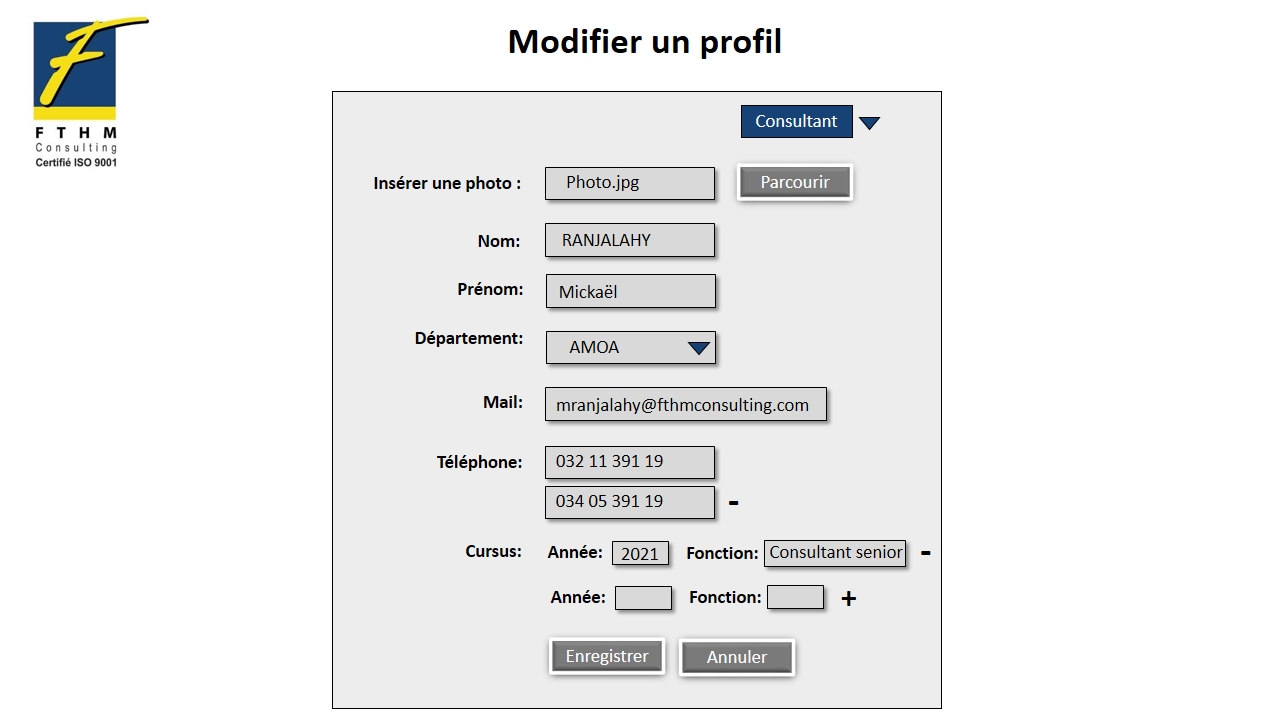 Modifier un profil
F T H M
Consulting
Certifié ISO 9001
Consultant
Insérer une photo : Photo.jpg Parcourir
Nom: RANJALAHY
Prénom: Mickaël
Département: AMOA
Mail: mranjalahy@fthmconsulting.com
Téléphone: 032 11 391 19
034 05 391 19 -
Cursus: Année: 2021 Fonction: Consultant senior -
Année: Fonction: +
Enregistrer Annuler